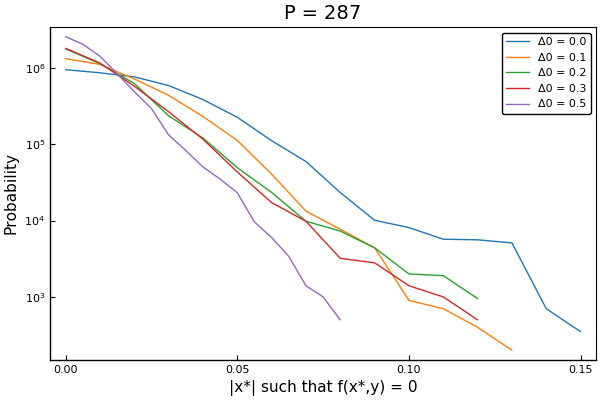 P = 287
Probability
10⁶
10⁵
10⁴
10³
Δ0 = 0.0
Δ0 = 0.1
Δ0 = 0.2
Δ0 = 0.3
Δ0 = 0.5
0.00 0.05 0.10 0.15
|x*| such that f(x*,y) = 0